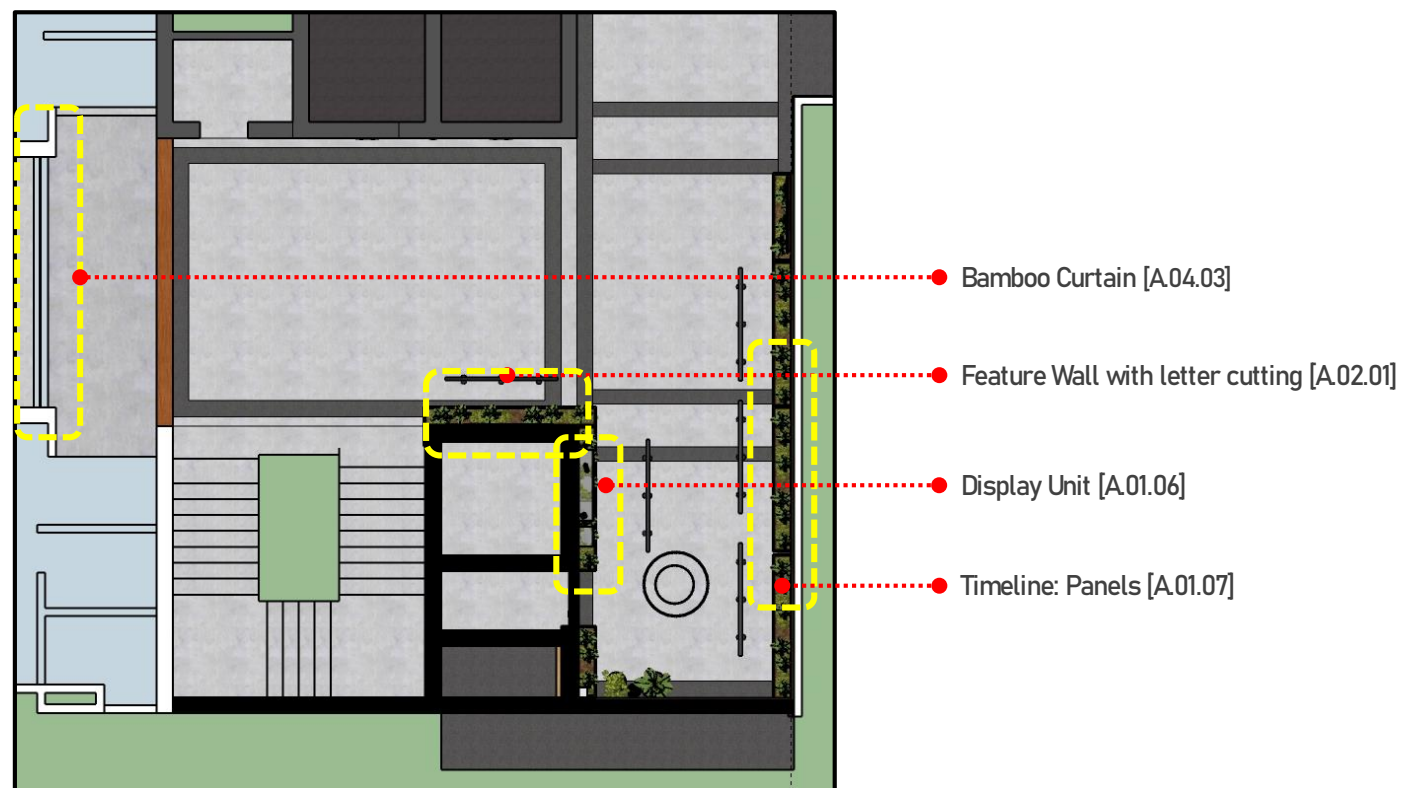 Bamboo Curtain [A.04.03]
Feature Wall with letter cutting [A.02.01]
Display Unit [A.01.06]
Timeline: Panels [A.01.07]